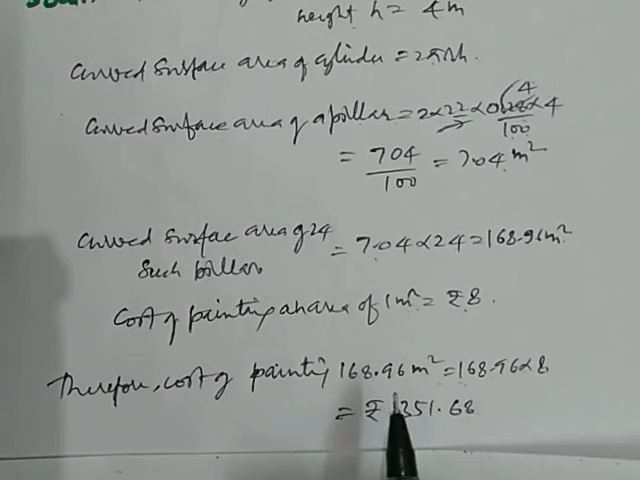 height h = 4m
Curved Surface area of cylinder = 2πrh.
Curved Surface area of a pillar = 2×22×0.28×4
4
7
100
= 704/100 = 7.04 m²
Curved Surface area of 24 = 7.04×24 = 168.96m²
Such pillars
Cost of painting an area of 1m² = ₹8.
Therefore, cost of painting 168.96 m² = 168.96×8
= ₹1351.68